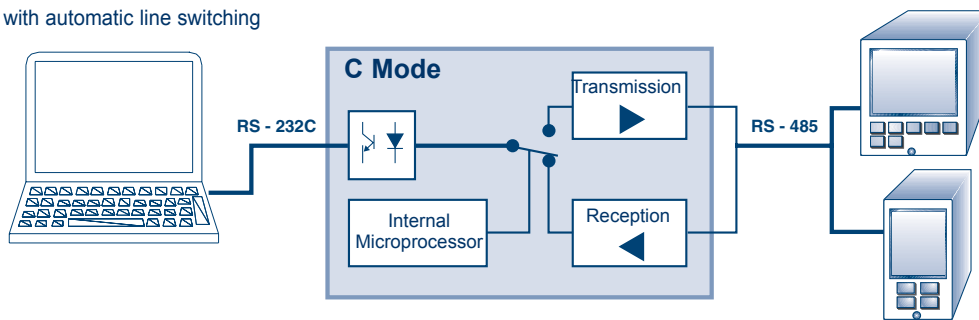 with automatic line switching
C Mode
Transmission
RS - 232C
RS - 485
Internal
Microprocessor
Reception